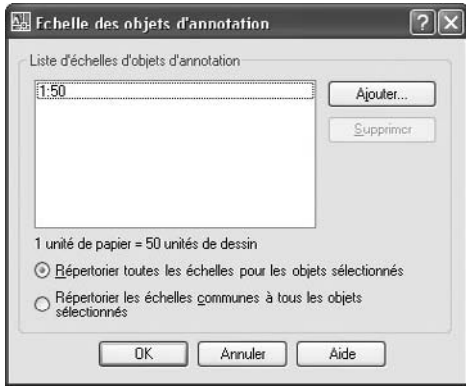 Echelle des objets d'annotation
Liste d'échelles d'objets d'annotation
1:50
Ajouter...
Supprimer
1 unité de papier = 50 unités de dessin
Répertorier toutes les échelles pour les objets sélectionnés
Répertorier les échelles communes à tous les objets
sélectionnés
OK
Annuler
Aide